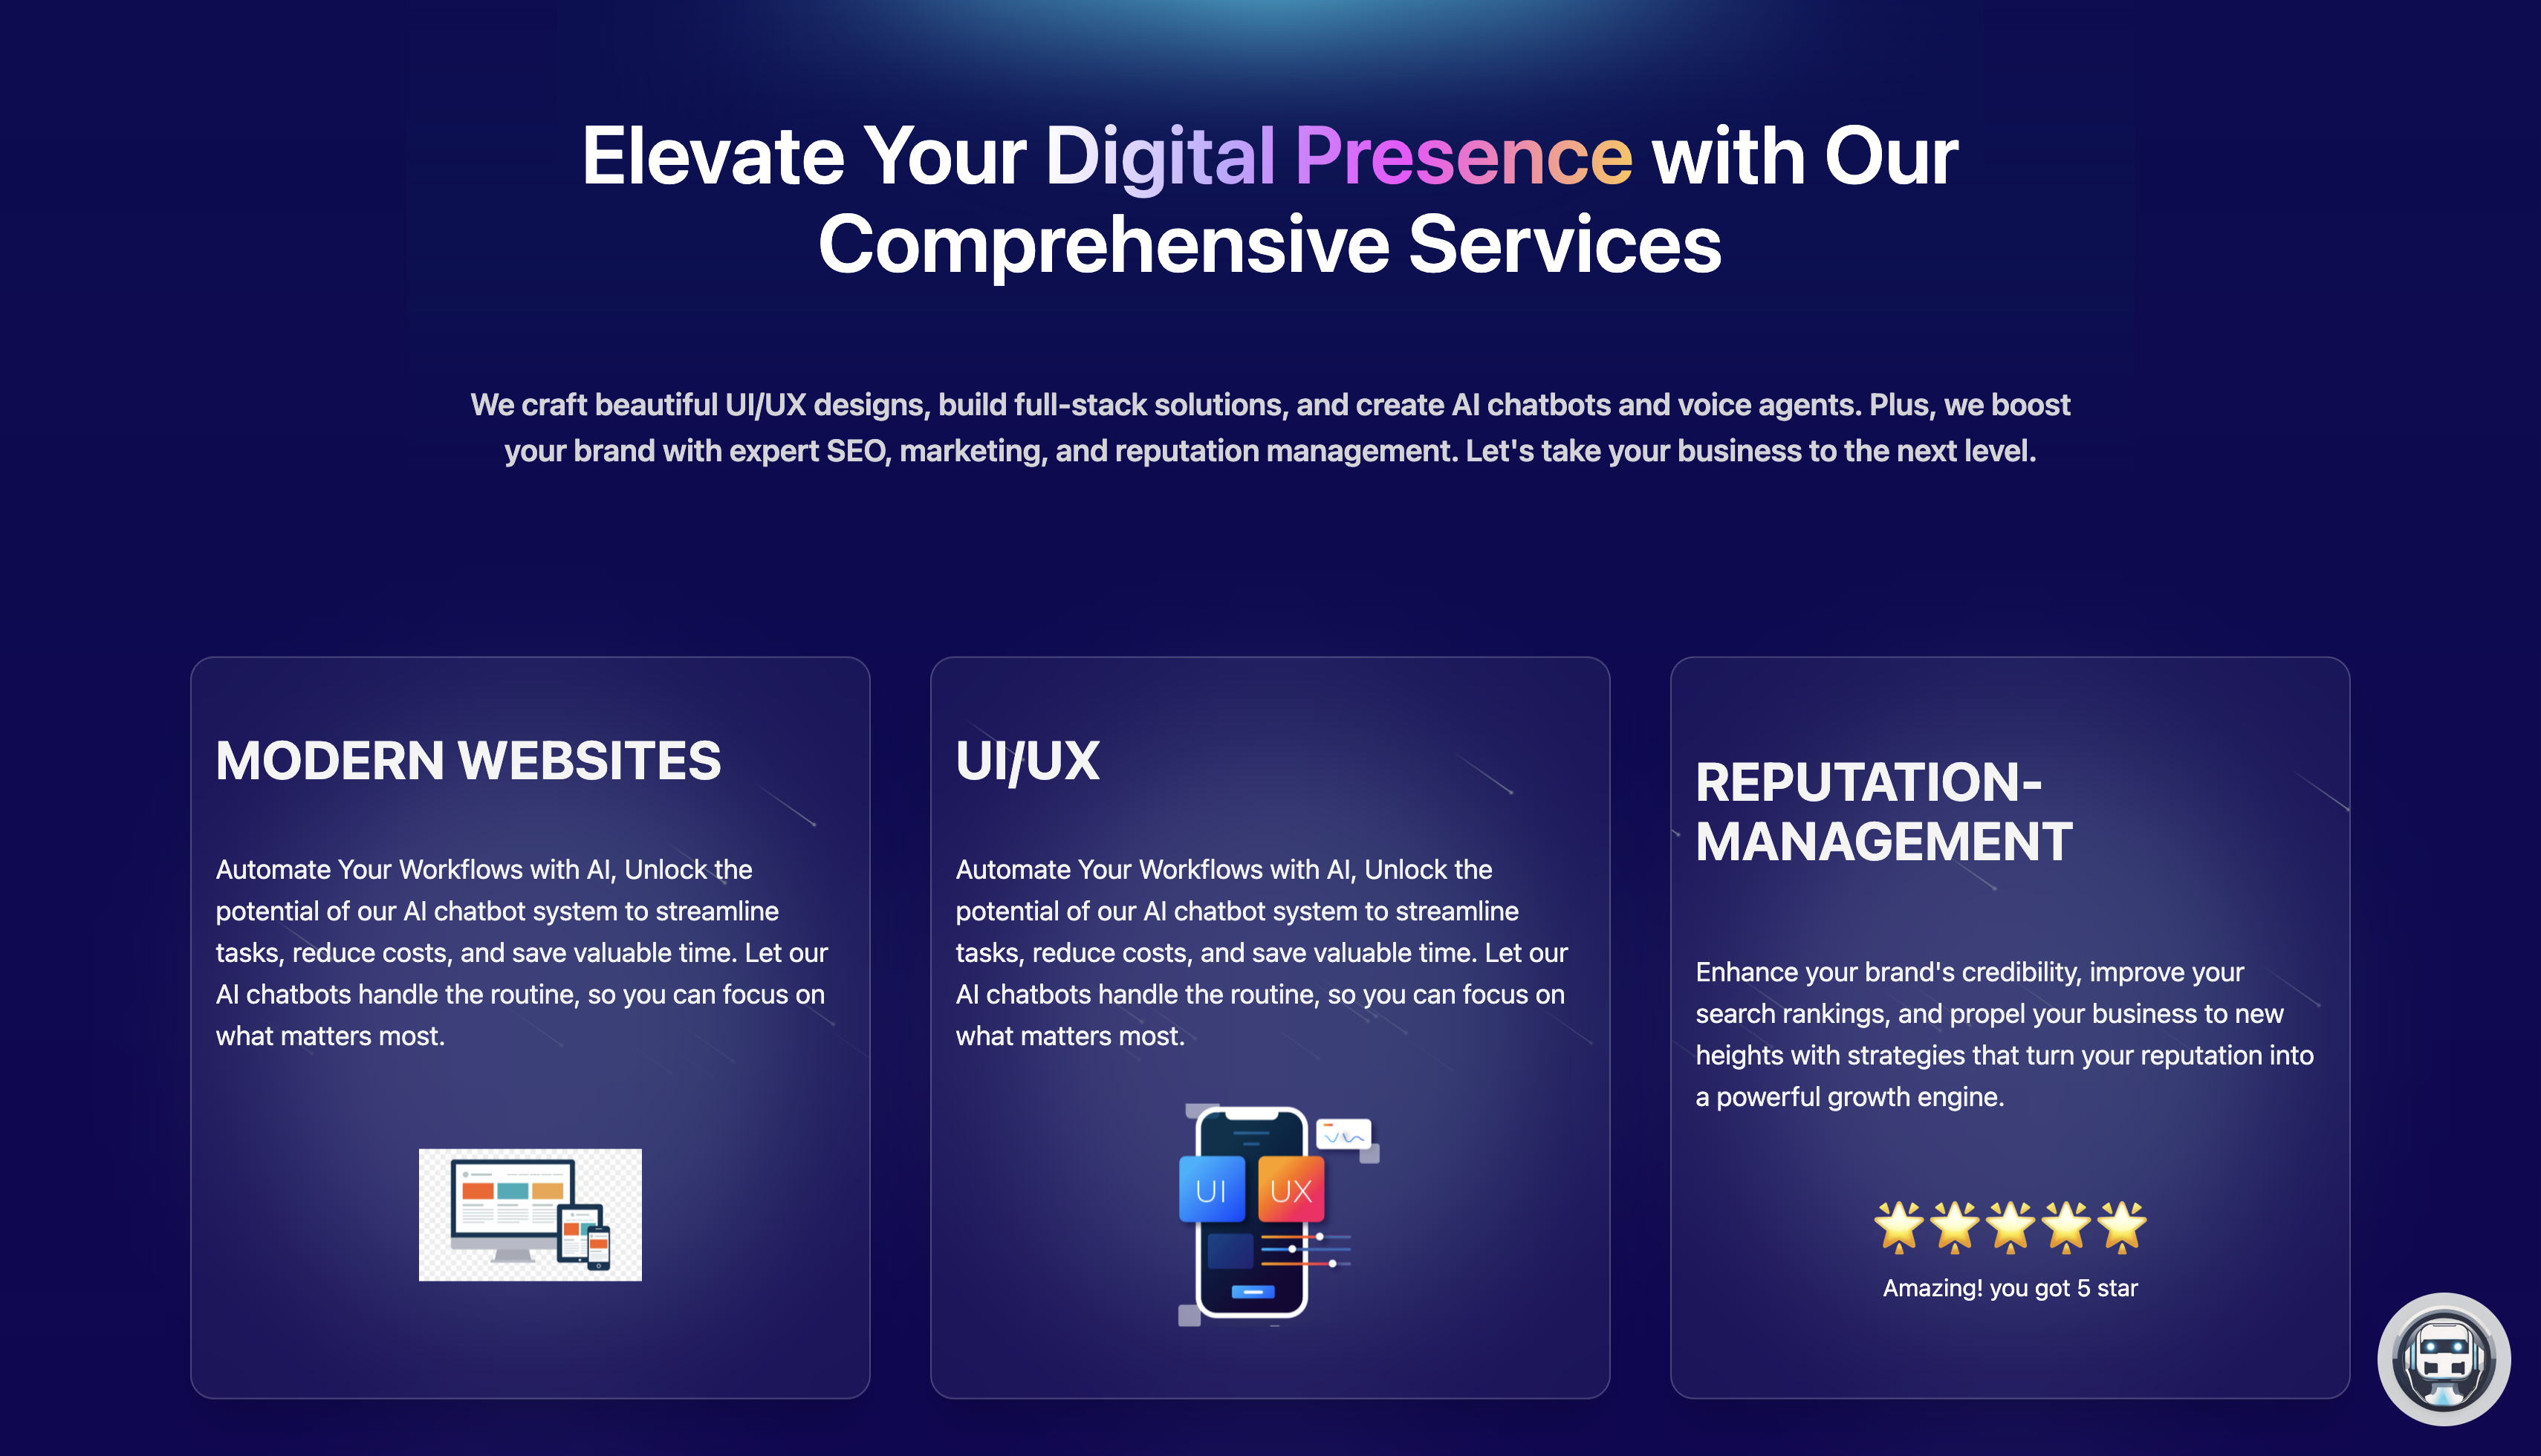 Elevate Your Digital Presence with Our
Comprehensive Services
We craft beautiful UI/UX designs, build full-stack solutions, and create AI chatbots and voice agents. Plus, we boost
your brand with expert SEO, marketing, and reputation management. Let's take your business to the next level.
MODERN WEBSITES
Automate Your Workflows with AI, Unlock the
potential of our AI chatbot system to streamline
tasks, reduce costs, and save valuable time. Let our
AI chatbots handle the routine, so you can focus on
what matters most.
UI/UX
Automate Your Workflows with AI, Unlock the
potential of our AI chatbot system to streamline
tasks, reduce costs, and save valuable time. Let our
AI chatbots handle the routine, so you can focus on
what matters most.
UI
UX
REPUTATION-
MANAGEMENT
Enhance your brand's credibility, improve your
search rankings, and propel your business to new
heights with strategies that turn your reputation into
a powerful growth engine.
Amazing! you got 5 star